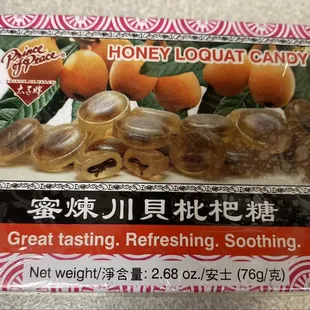 Prince of Peace
太子牌
HONEY LOQUAT CANDY
蜜煉川貝枇杷糖
Great tasting. Refreshing. Soothing.
Net weight/淨含量: 2.68 oz./安士 (76g/克)